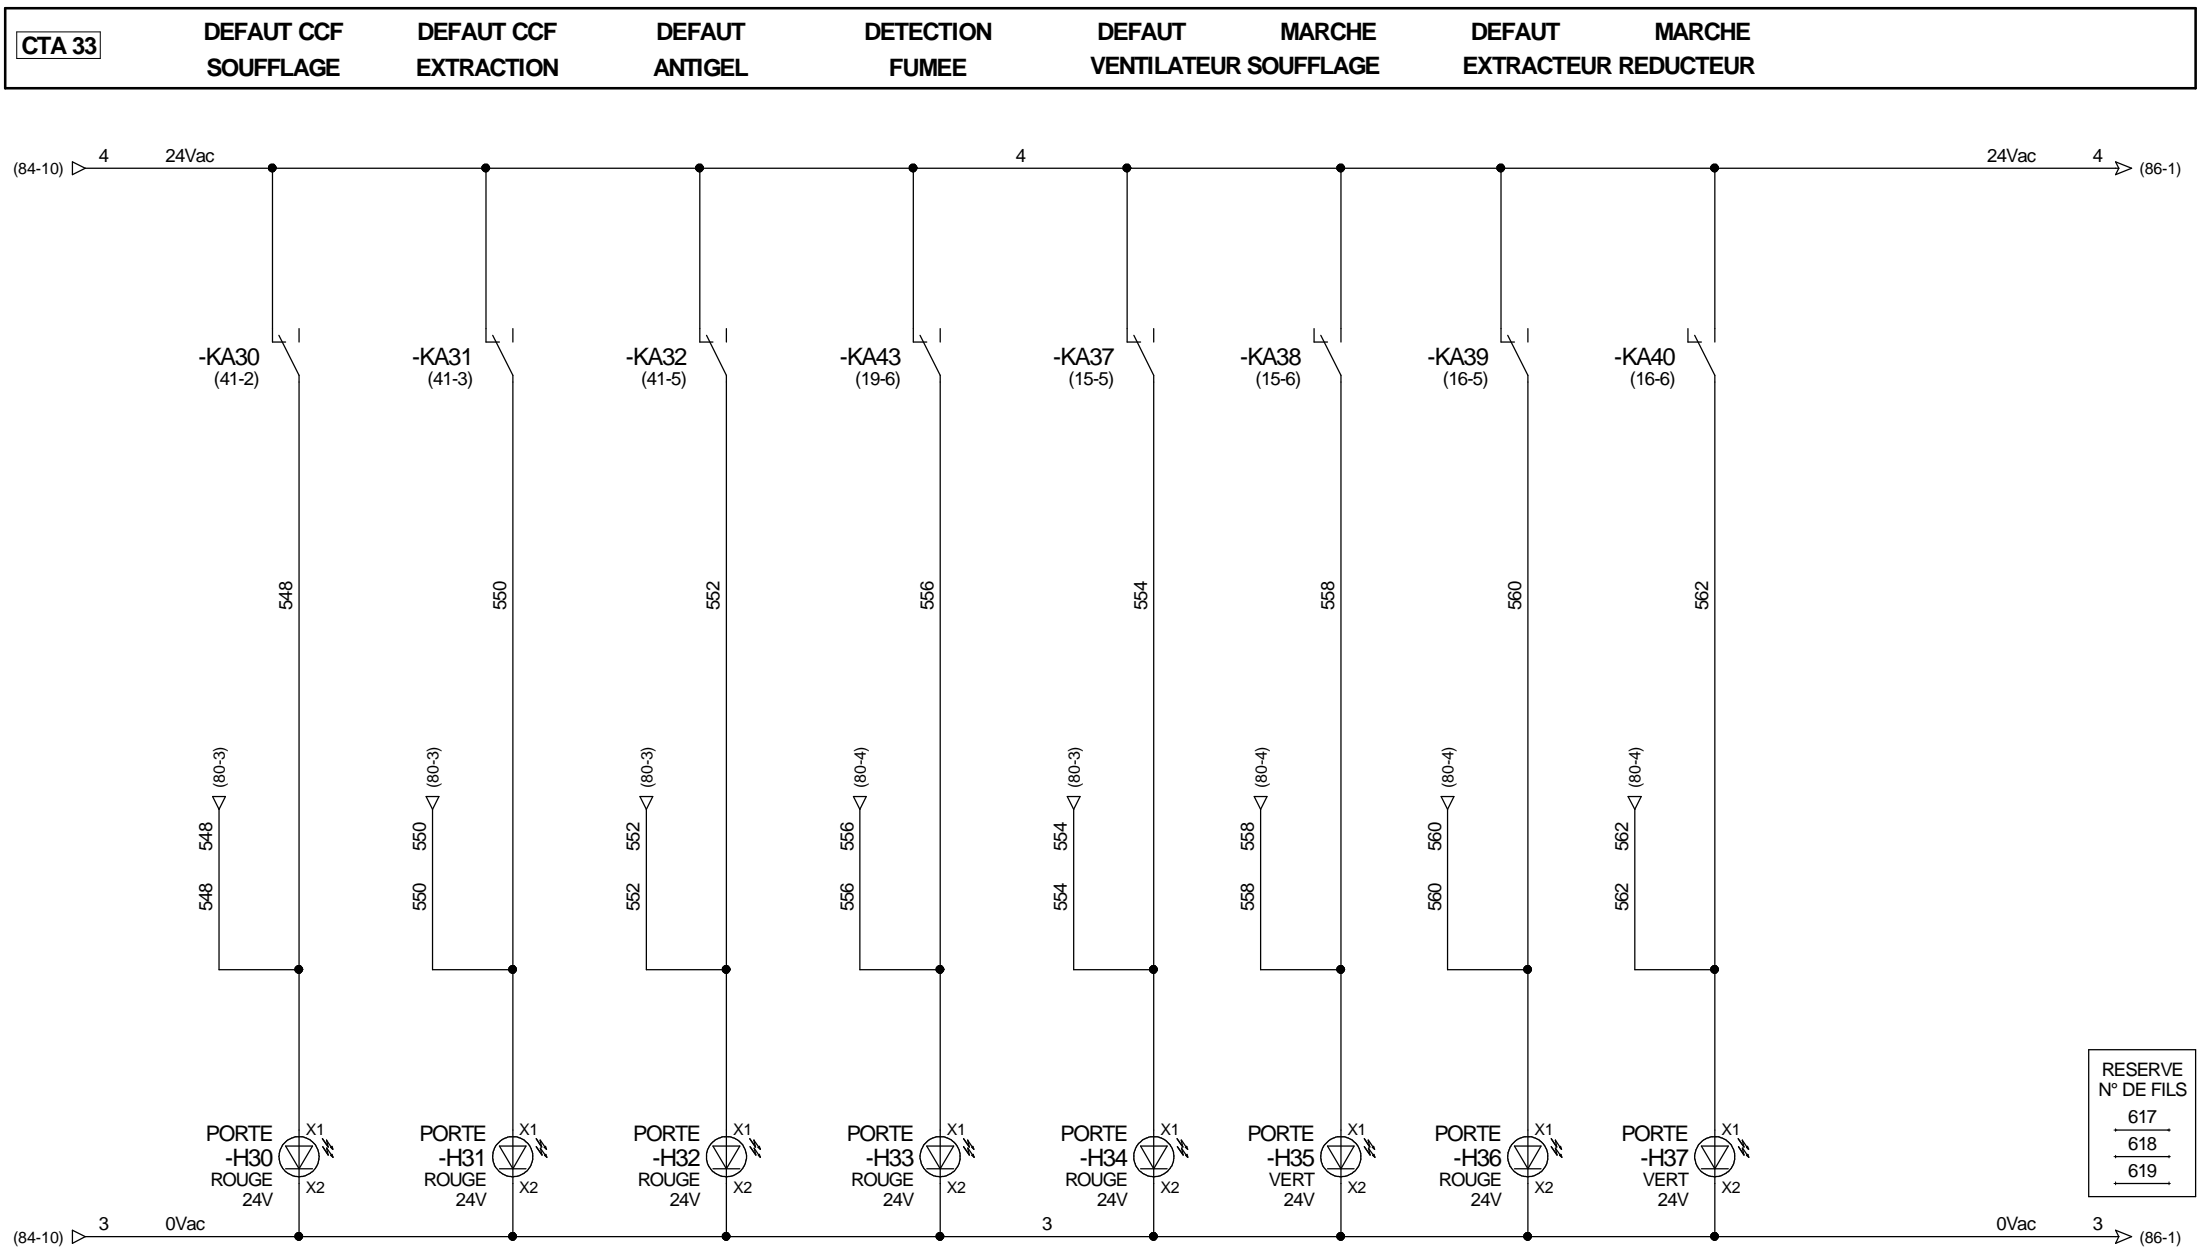 CTA 33
DEFAUT CCF
SOUFFLAGE
DEFAUT CCF
EXTRACTION
DEFAUT
ANTIGEL
DETECTION
FUMEE
DEFAUT MARCHE
VENTILATEUR SOUFFLAGE
DEFAUT MARCHE
EXTRACTEUR REDUCTEUR
(84-10) 4 24Vac 4 24Vac 4 (86-1)
-KA30
(41-2)
-KA31
(41-3)
-KA32
(41-5)
-KA43
(19-6)
-KA37
(15-5)
-KA38
(15-6)
-KA39
(16-5)
-KA40
(16-6)
548 550 552 556 554 558 560 562
(80-3) (80-3) (80-3) (80-4) (80-3) (80-4) (80-4) (80-4)
548 550 552 556 554 558 560 562
548 550 552 556 554 558 560 562
PORTE X1
-H30
ROUGE X2
24V
PORTE X1
-H31
ROUGE X2
24V
PORTE X1
-H32
ROUGE X2
24V
PORTE X1
-H33
ROUGE X2
24V
PORTE X1
-H34
ROUGE X2
24V
PORTE X1
-H35
VERT X2
24V
PORTE X1
-H36
ROUGE X2
24V
PORTE X1
-H37
VERT X2
24V
RESERVE
N° DE FILS
617
618
619
(84-10) 3 0Vac 3 0Vac 3 (86-1)